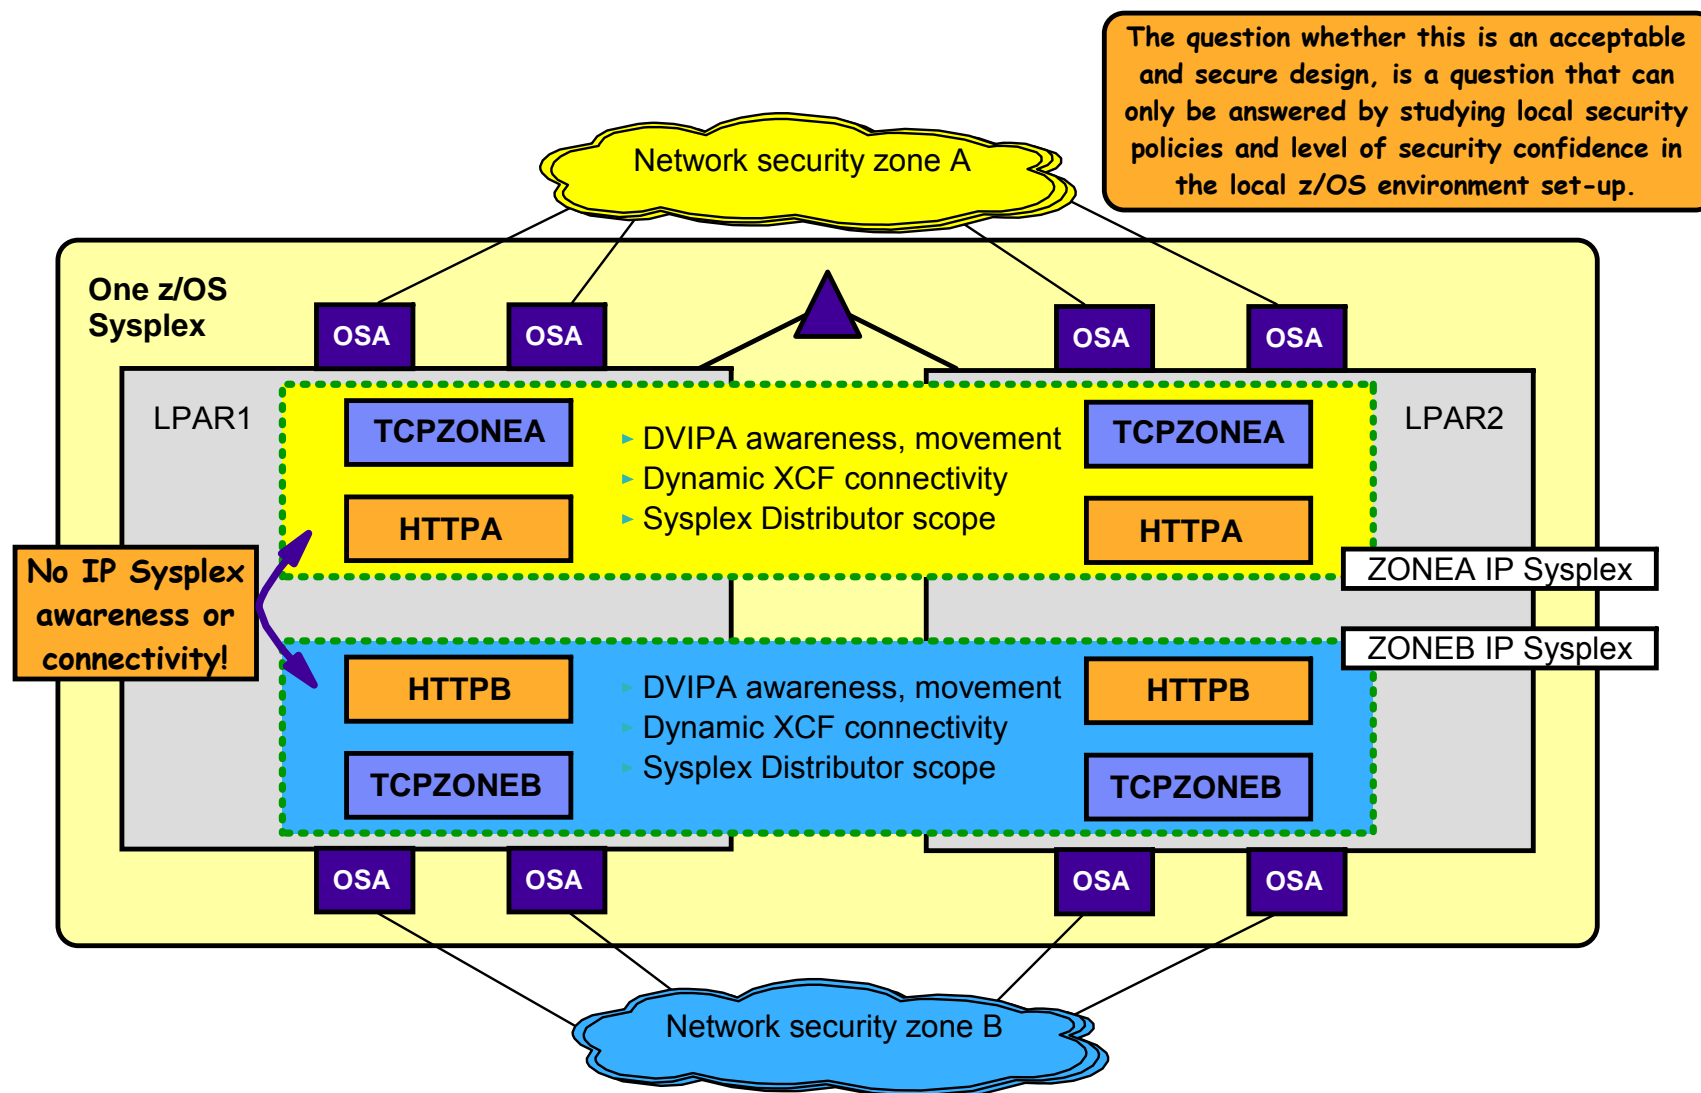 The question whether this is an acceptable
and secure design, is a question that can
only be answered by studying local security
policies and level of security confidence in
the local z/OS environment set-up.
Network security zone A
One z/OS
Sysplex
OSA
OSA
OSA
OSA
LPAR1
LPAR2
TCPZONEA
HTTPA
DVIPA awareness, movement
Dynamic XCF connectivity
Sysplex Distributor scope
TCPZONEA
HTTPA
No IP Sysplex
awareness or
connectivity!
ZONEA IP Sysplex
ZONEB IP Sysplex
HTTPB
TCPZONEB
DVIPA awareness, movement
Dynamic XCF connectivity
Sysplex Distributor scope
HTTPB
TCPZONEB
OSA
OSA
OSA
OSA
Network security zone B